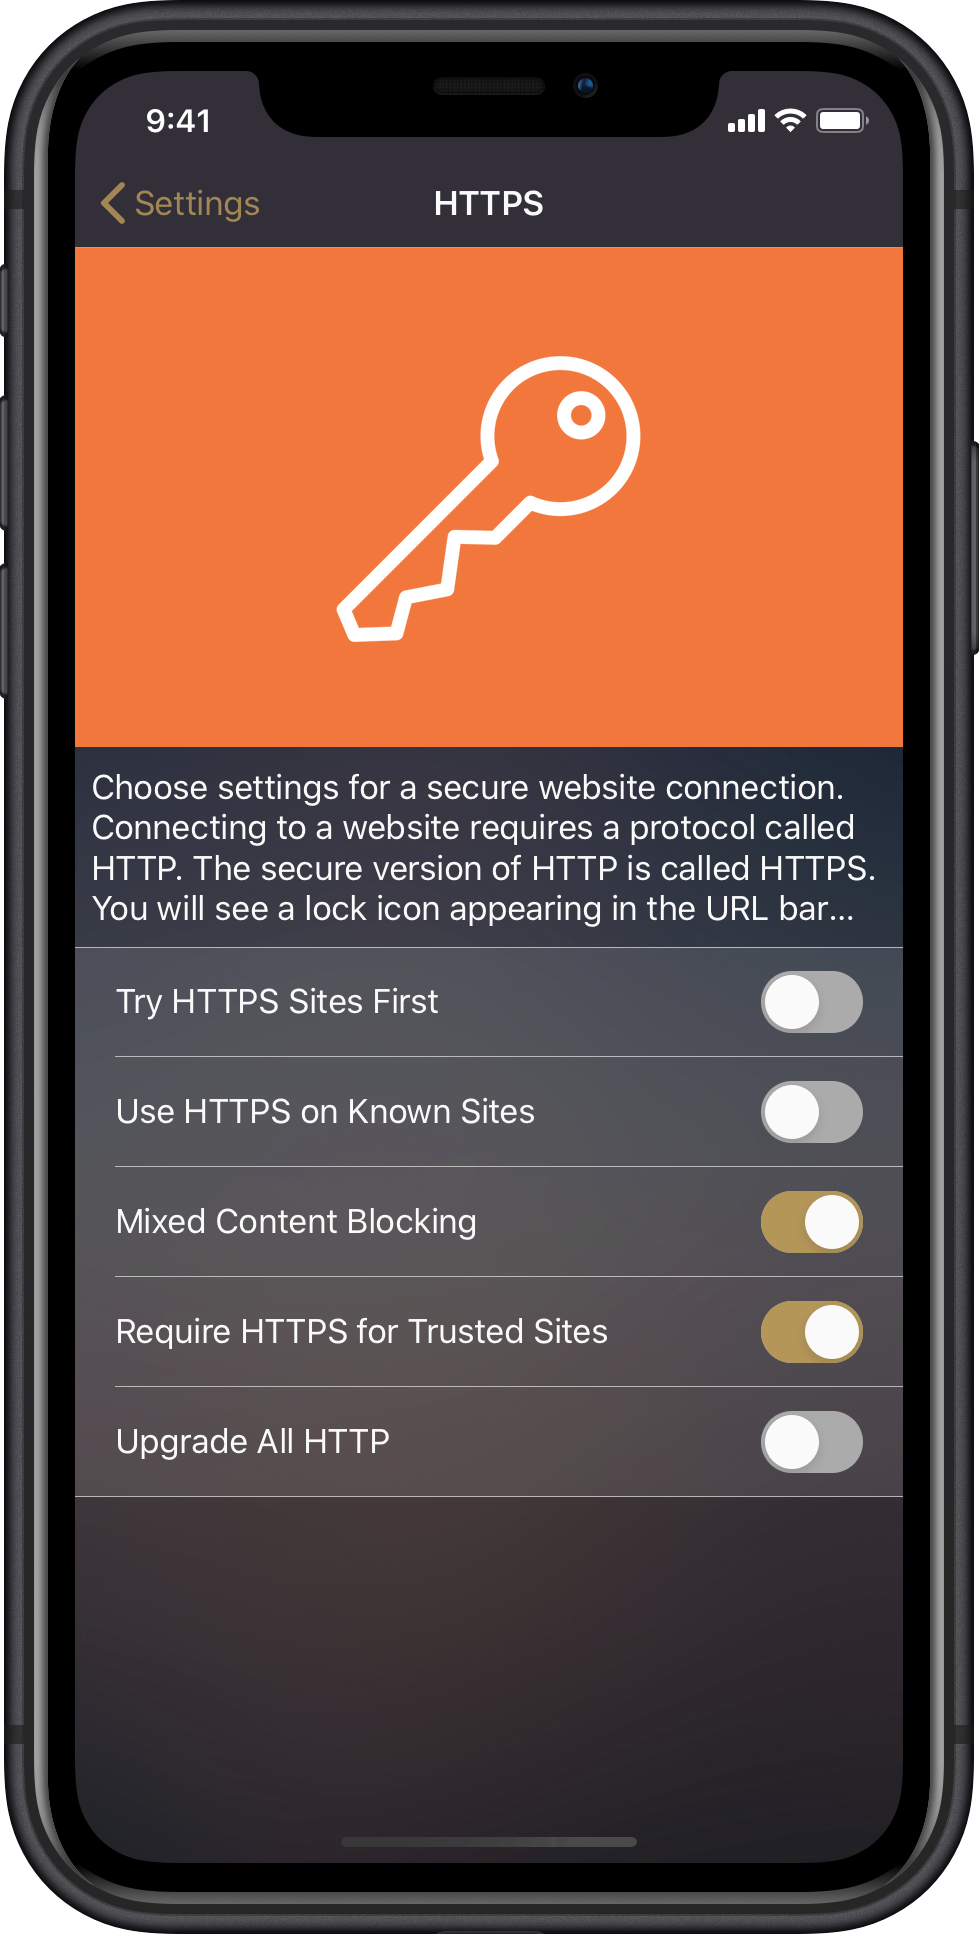 9:41
Settings
HTTPS
Choose settings for a secure website connection.
Connecting to a website requires a protocol called
HTTP. The secure version of HTTP is called HTTPS.
You will see a lock icon appearing in the URL bar...
Try HTTPS Sites First
Use HTTPS on Known Sites
Mixed Content Blocking
Require HTTPS for Trusted Sites
Upgrade All HTTP